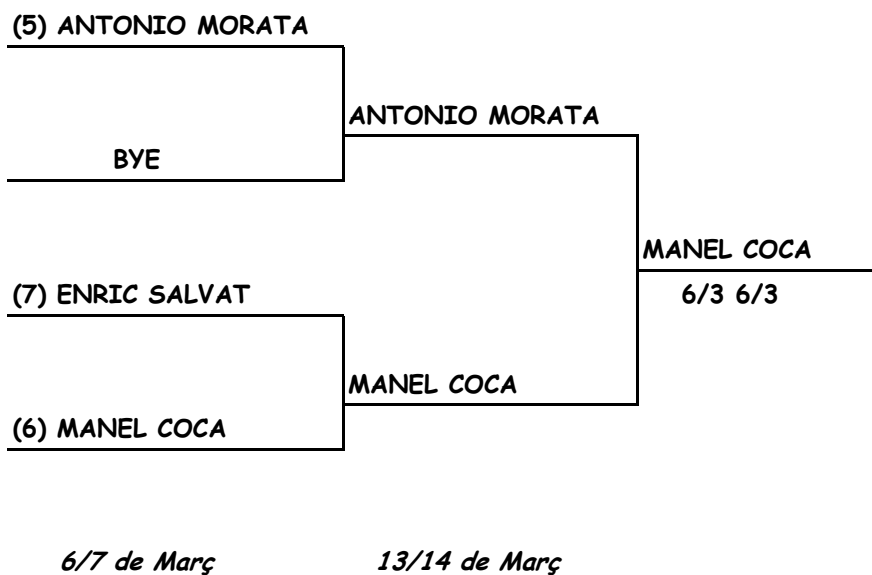 (5) ANTONIO MORATA
ANTONIO MORATA
BYE
MANEL COCA
(7) ENRIC SALVAT
6/3 6/3
MANEL COCA
(6) MANEL COCA
6/7 de Març
13/14 de Març